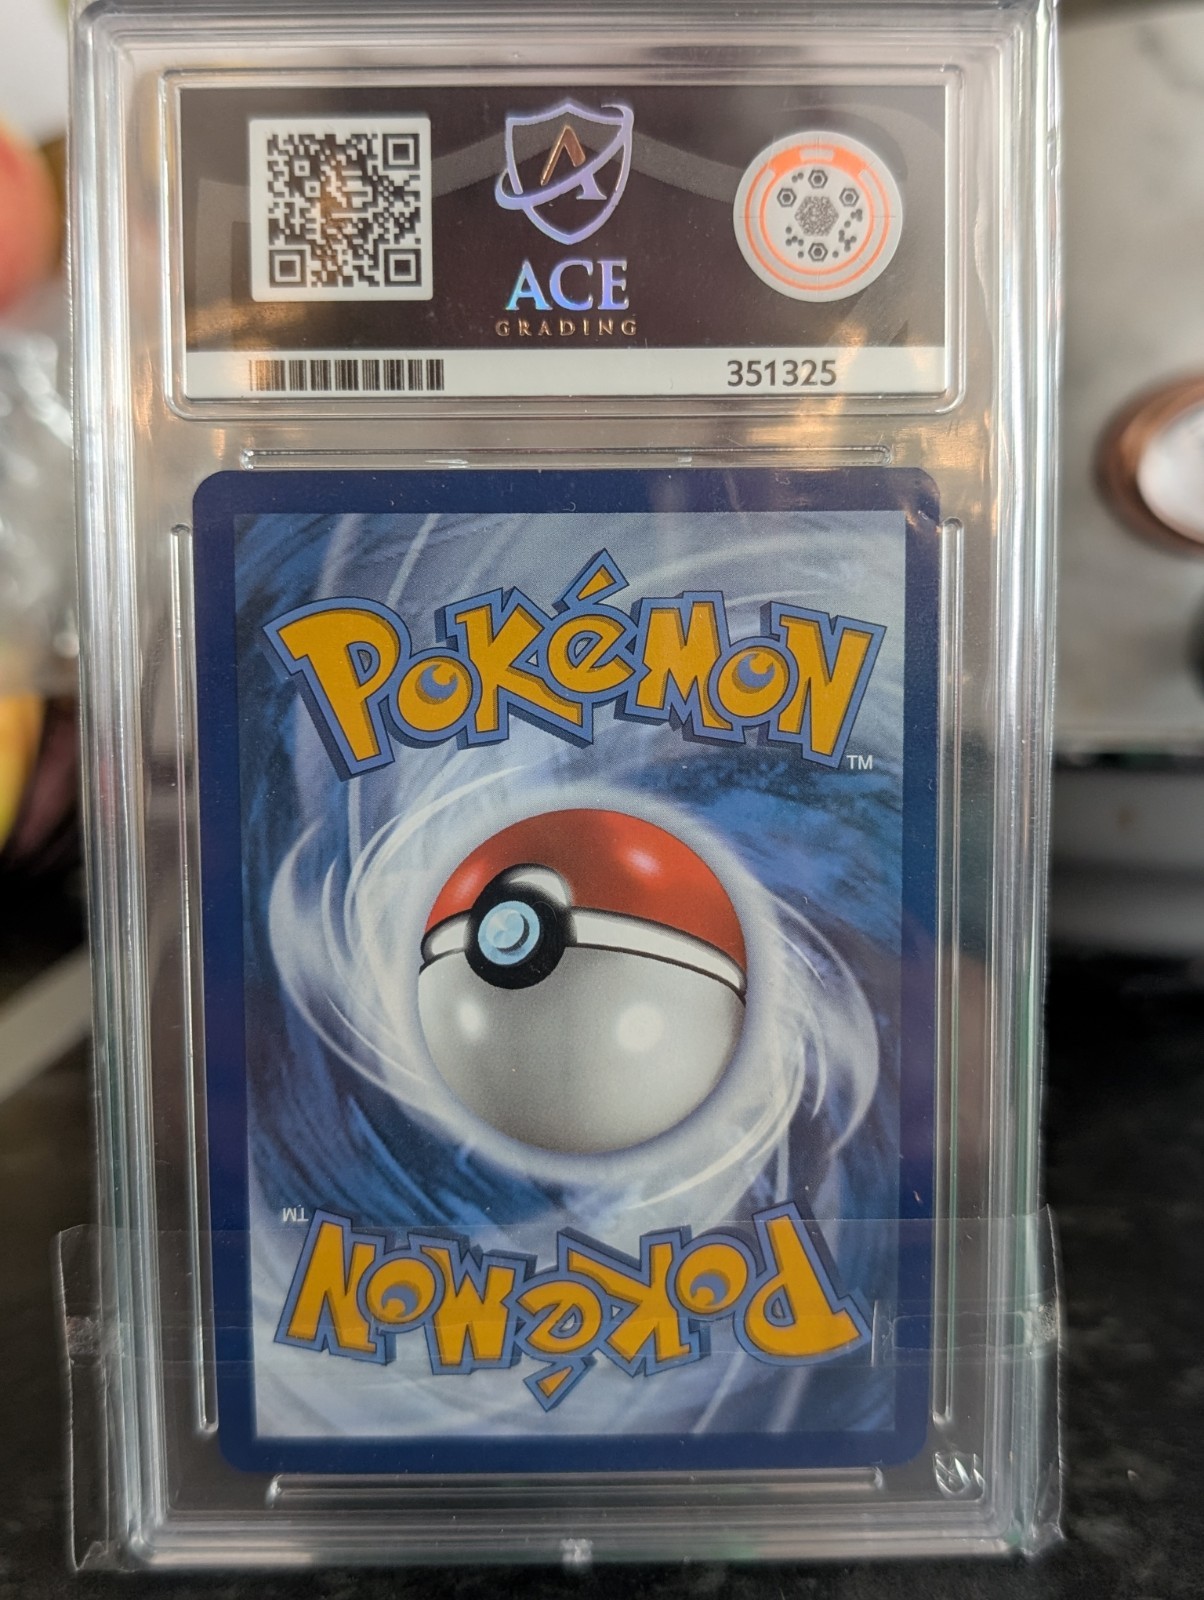 ACE
GRADING
351325
POKéMON
TM
TM
POKéMON